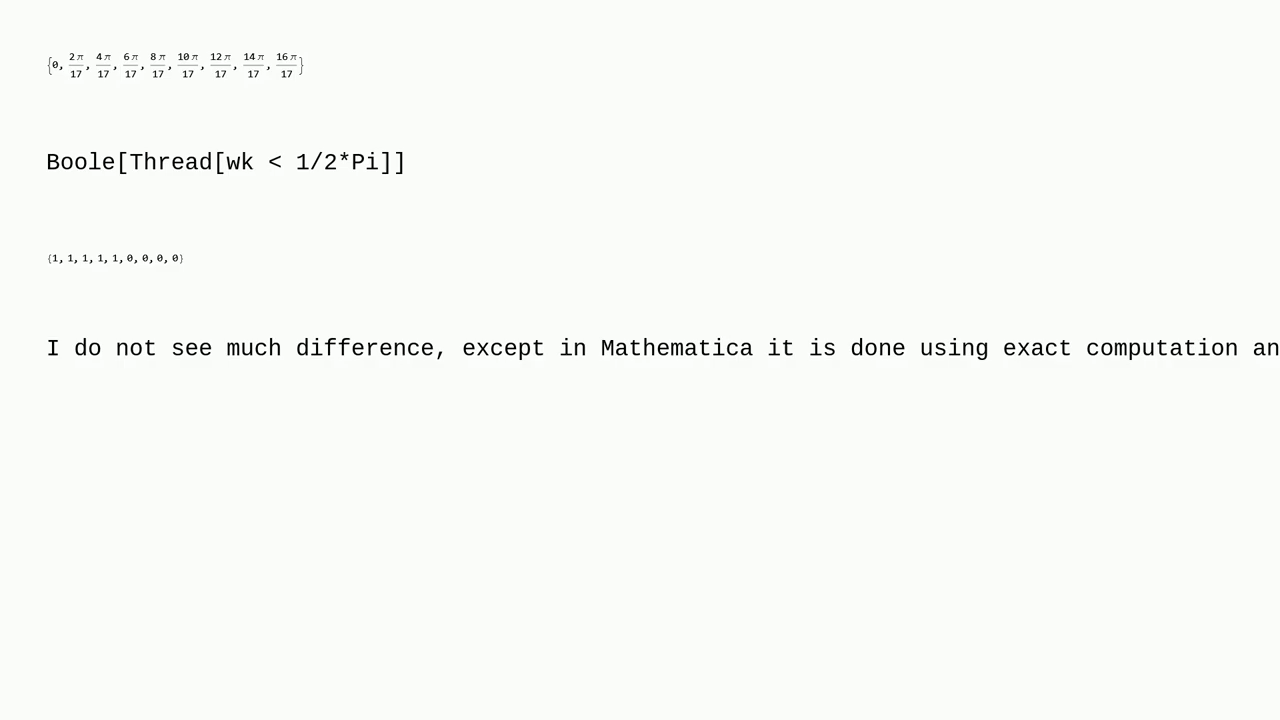 {0, 2π/17, 4π/17, 6π/17, 8π/17, 10π/17, 12π/17, 14π/17, 16π/17}
Boole[Thread[wk < 1/2*Pi]]
{1, 1, 1, 1, 1, 0, 0, 0, 0}
I do not see much difference, except in Mathematica it is done using exact computation an